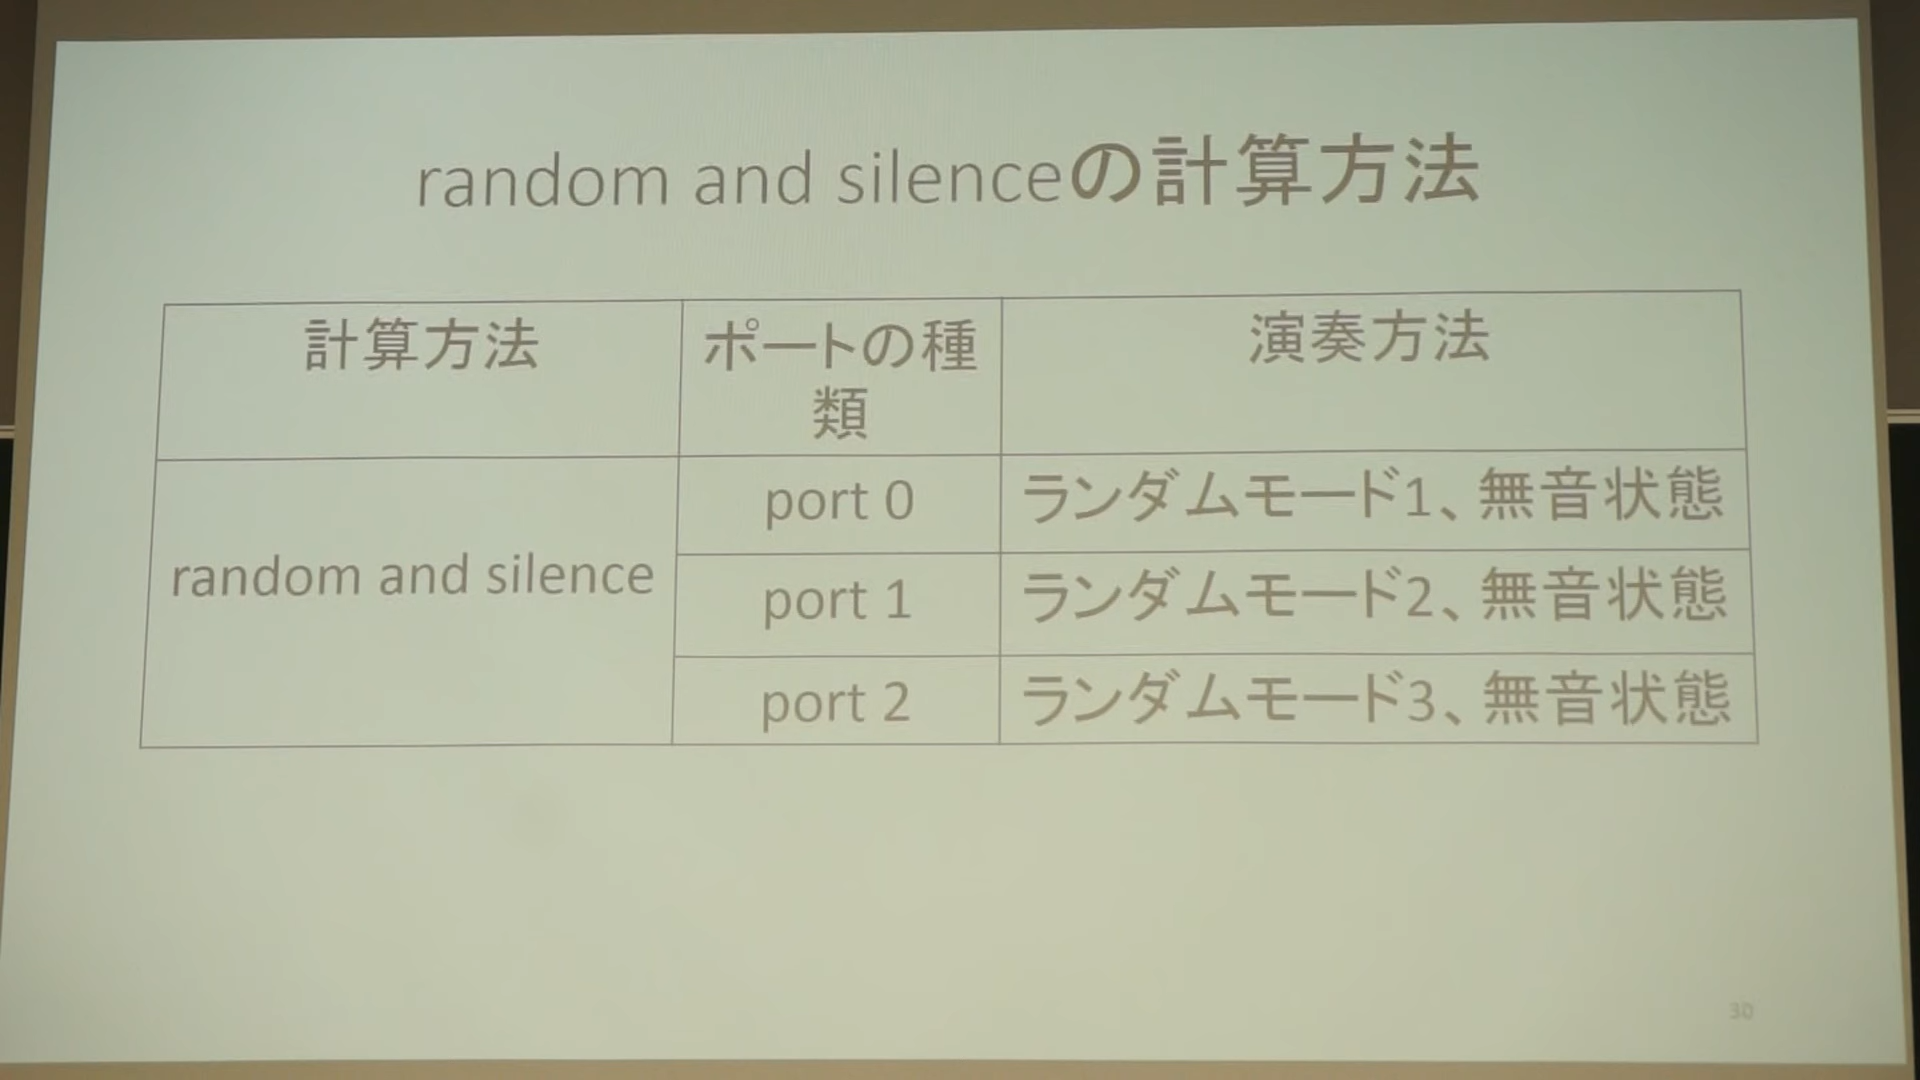 random and silenceの計算方法
計算方法
ポートの種
類
演奏方法
random and silence
port 0
ランダムモード1、無音状態
port 1
ランダムモード2、無音状態
port 2
ランダムモード3、無音状態
30